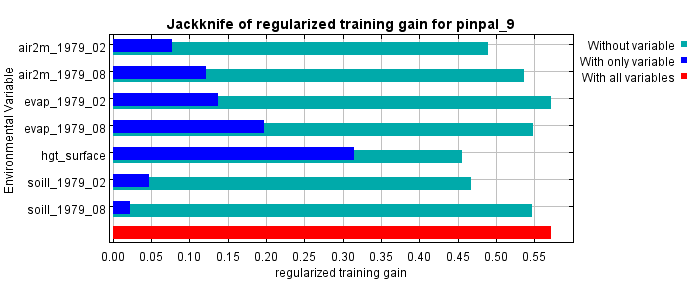 Jackknife of regularized training gain for pinpal_9
Environmental Variable
air2m_1979_02
air2m_1979_08
evap_1979_02
evap_1979_08
hgt_surface
soill_1979_02
soill_1979_08
0.00 0.05 0.10 0.15 0.20 0.25 0.30 0.35 0.40 0.45 0.50 0.55
regularized training gain
Without variable
With only variable
With all variables